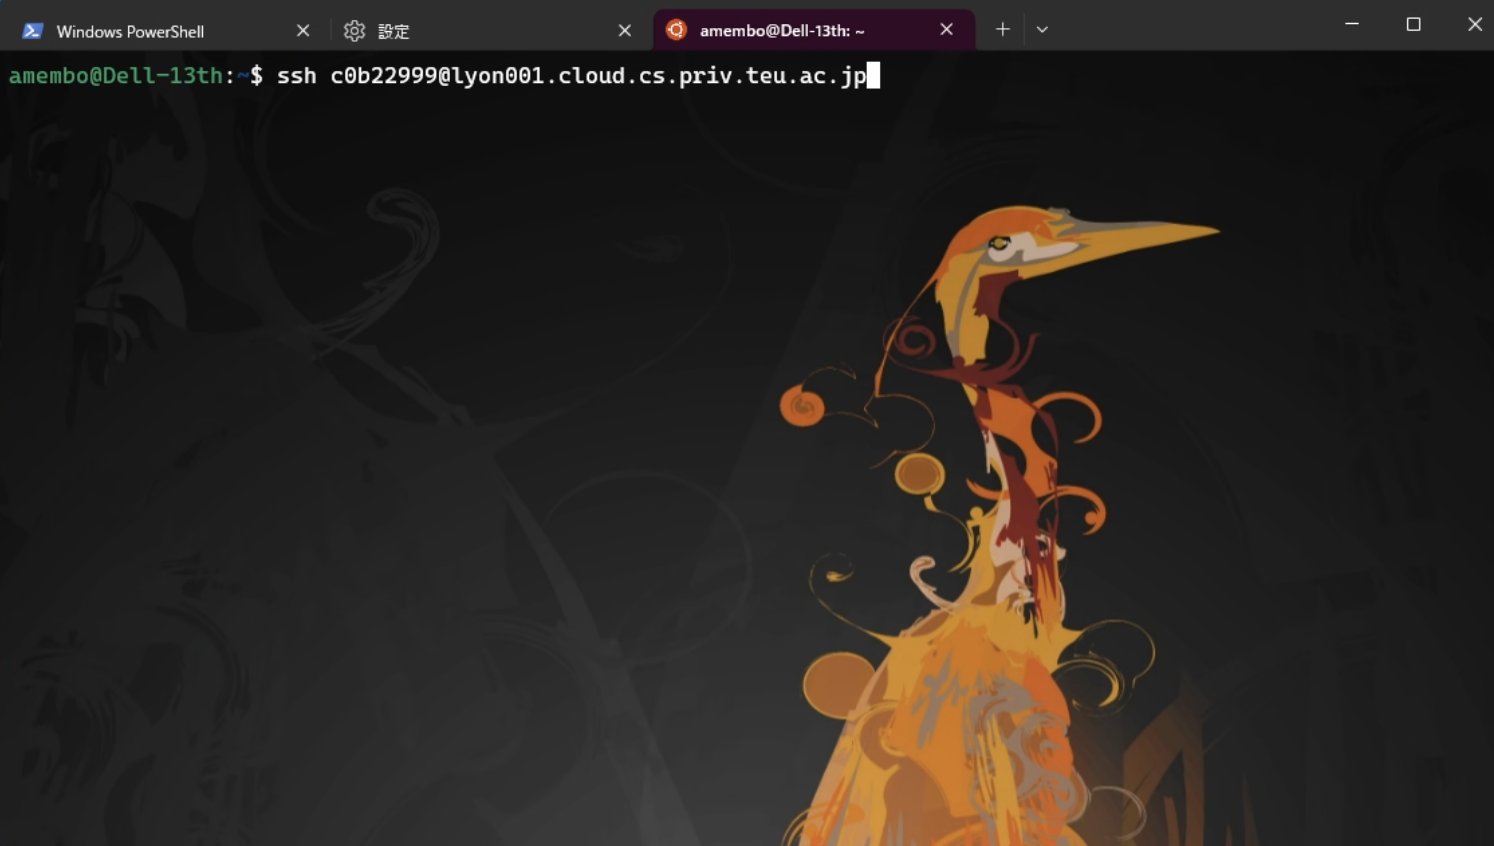 Windows PowerShell
設定
amembo@Dell-13th: ~
amembo@Dell-13th:~$ ssh c0b22999@lyon001.cloud.cs.priv.teu.ac.jp